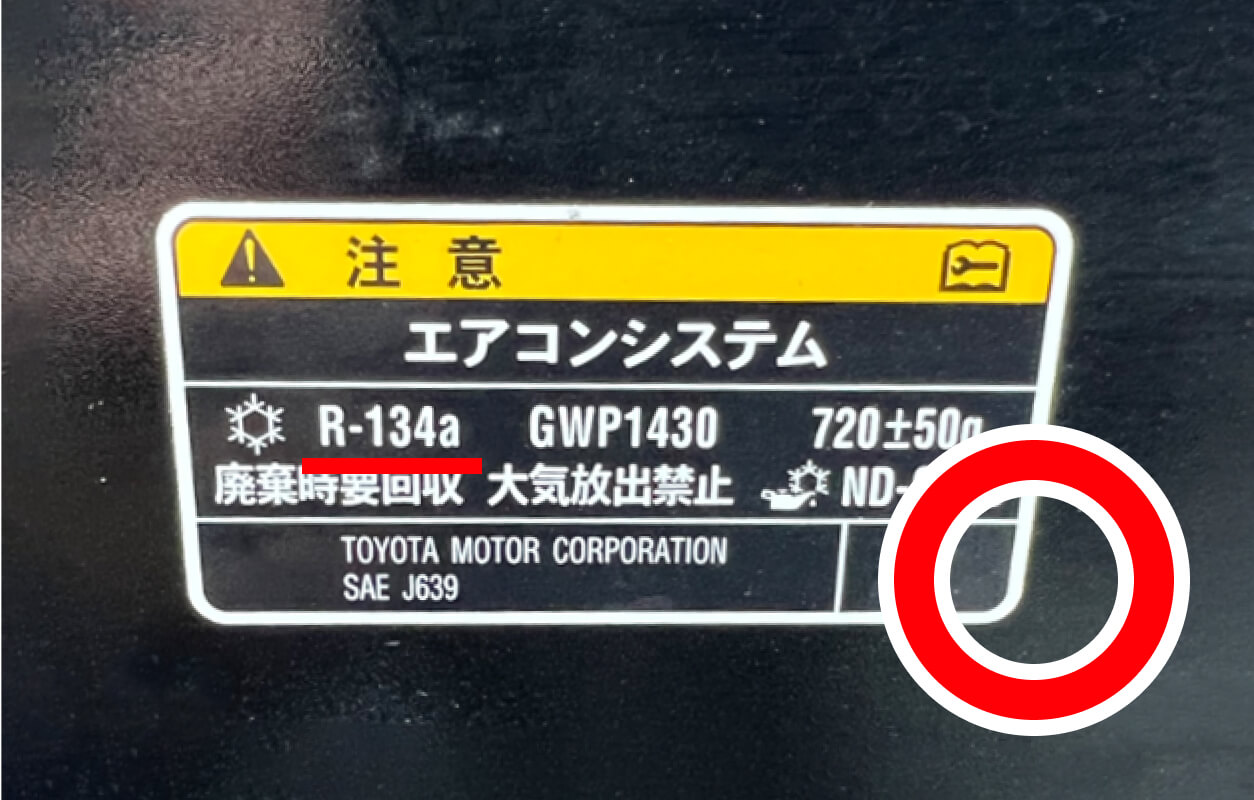 注意
エアコンシステム
R-134a GWP1430 720±50g
廃棄時要回収 大気放出禁止
TOYOTA MOTOR CORPORATION
SAE J639